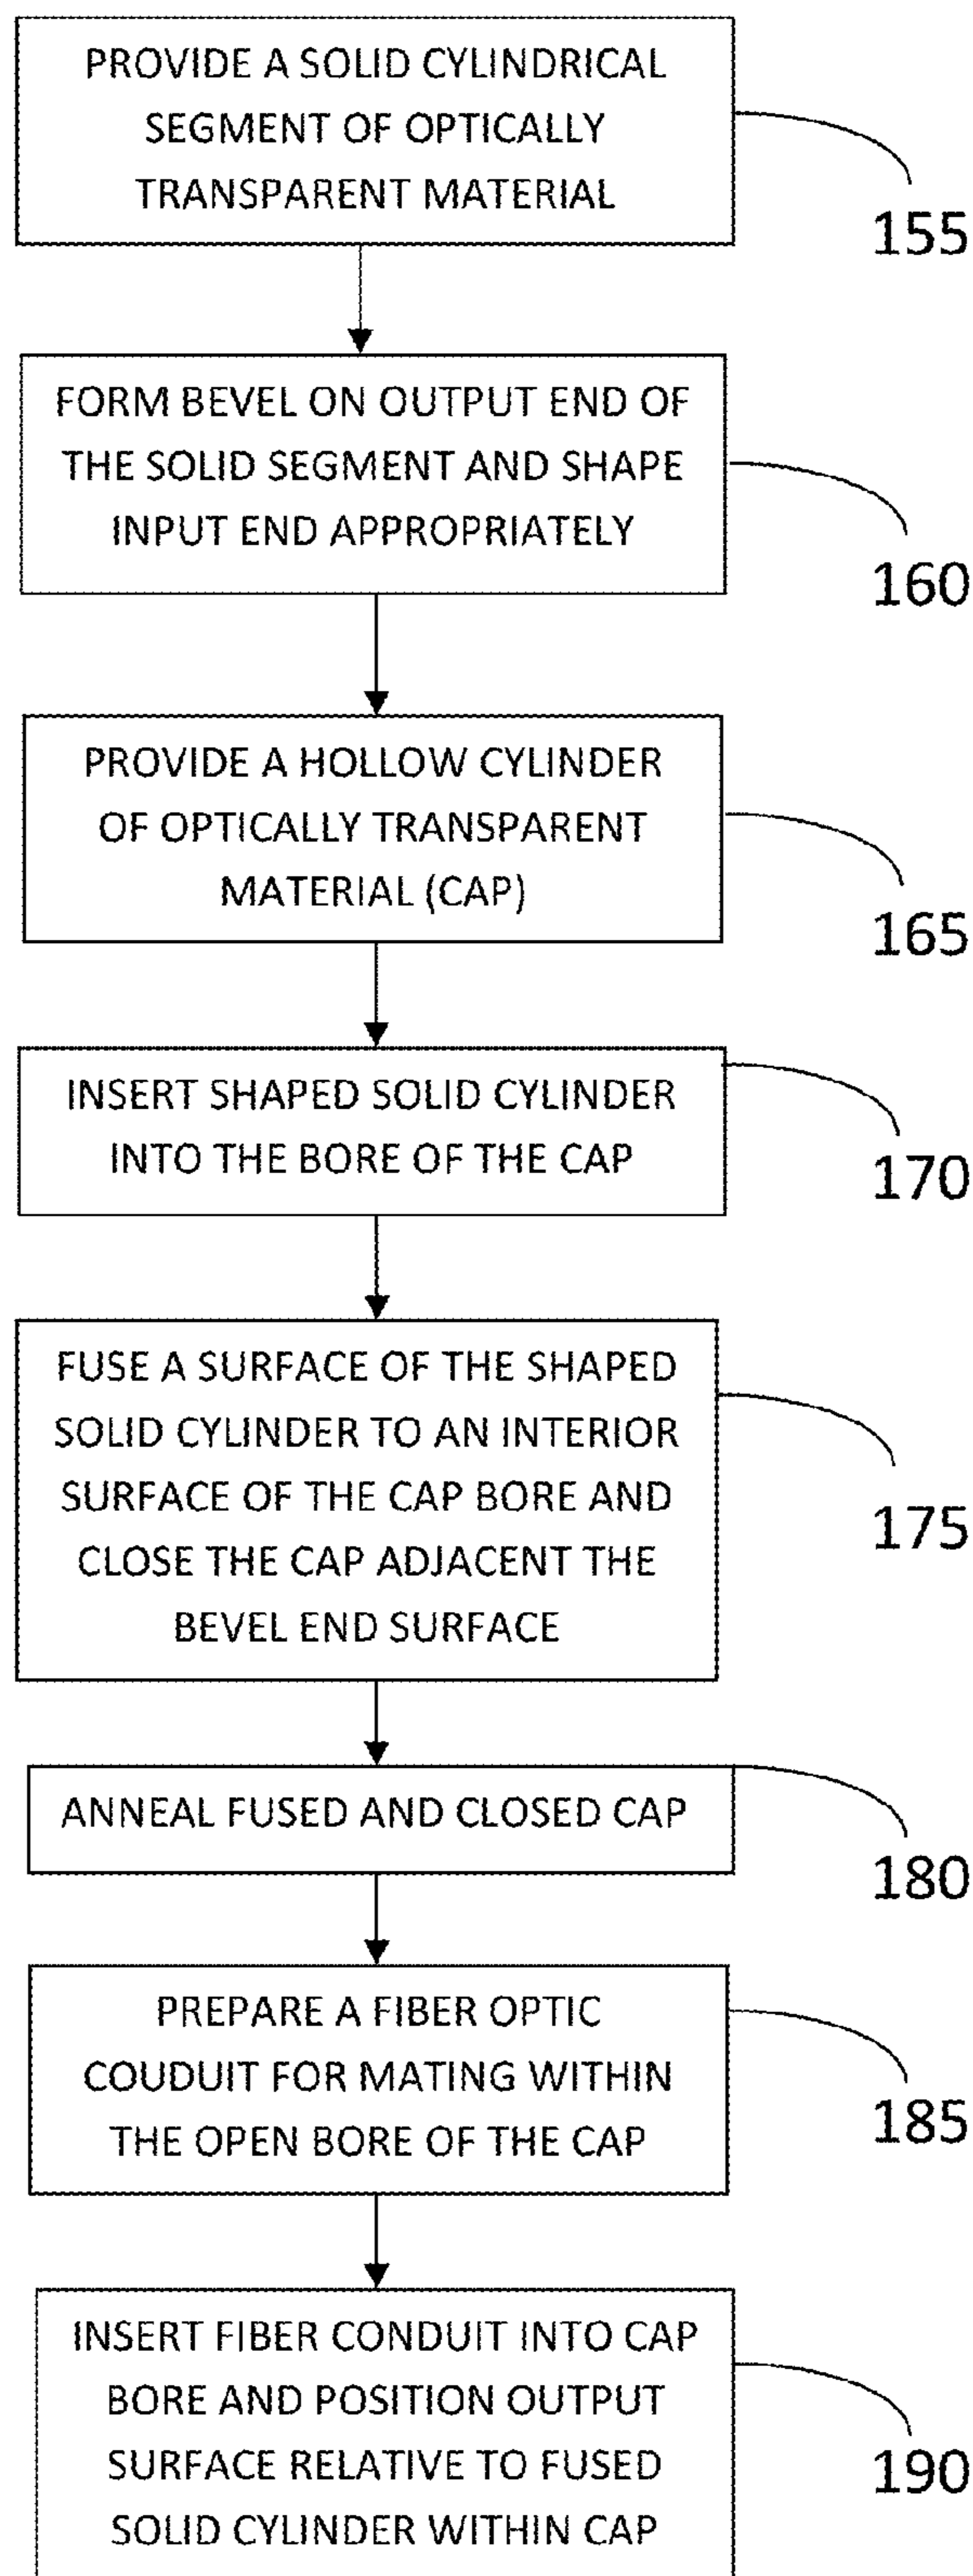 PROVIDE A SOLID CYLINDRICAL
SEGMENT OF OPTICALLY
TRANSPARENT MATERIAL
155
FORM BEVEL ON OUTPUT END OF
THE SOLID SEGMENT AND SHAPE
INPUT END APPROPRIATELY
160
PROVIDE A HOLLOW CYLINDER
OF OPTICALLY TRANSPARENT
MATERIAL (CAP)
165
INSERT SHAPED SOLID CYLINDER
INTO THE BORE OF THE CAP
170
FUSE A SURFACE OF THE SHAPED
SOLID CYLINDER TO AN INTERIOR
SURFACE OF THE CAP BORE AND
CLOSE THE CAP ADJACENT THE
BEVEL END SURFACE
175
ANNEAL FUSED AND CLOSED CAP
180
PREPARE A FIBER OPTIC
COUDUIT FOR MATING WITHIN
THE OPEN BORE OF THE CAP
185
INSERT FIBER CONDUIT INTO CAP
BORE AND POSITION OUTPUT
SURFACE RELATIVE TO FUSED
SOLID CYLINDER WITHIN CAP
190